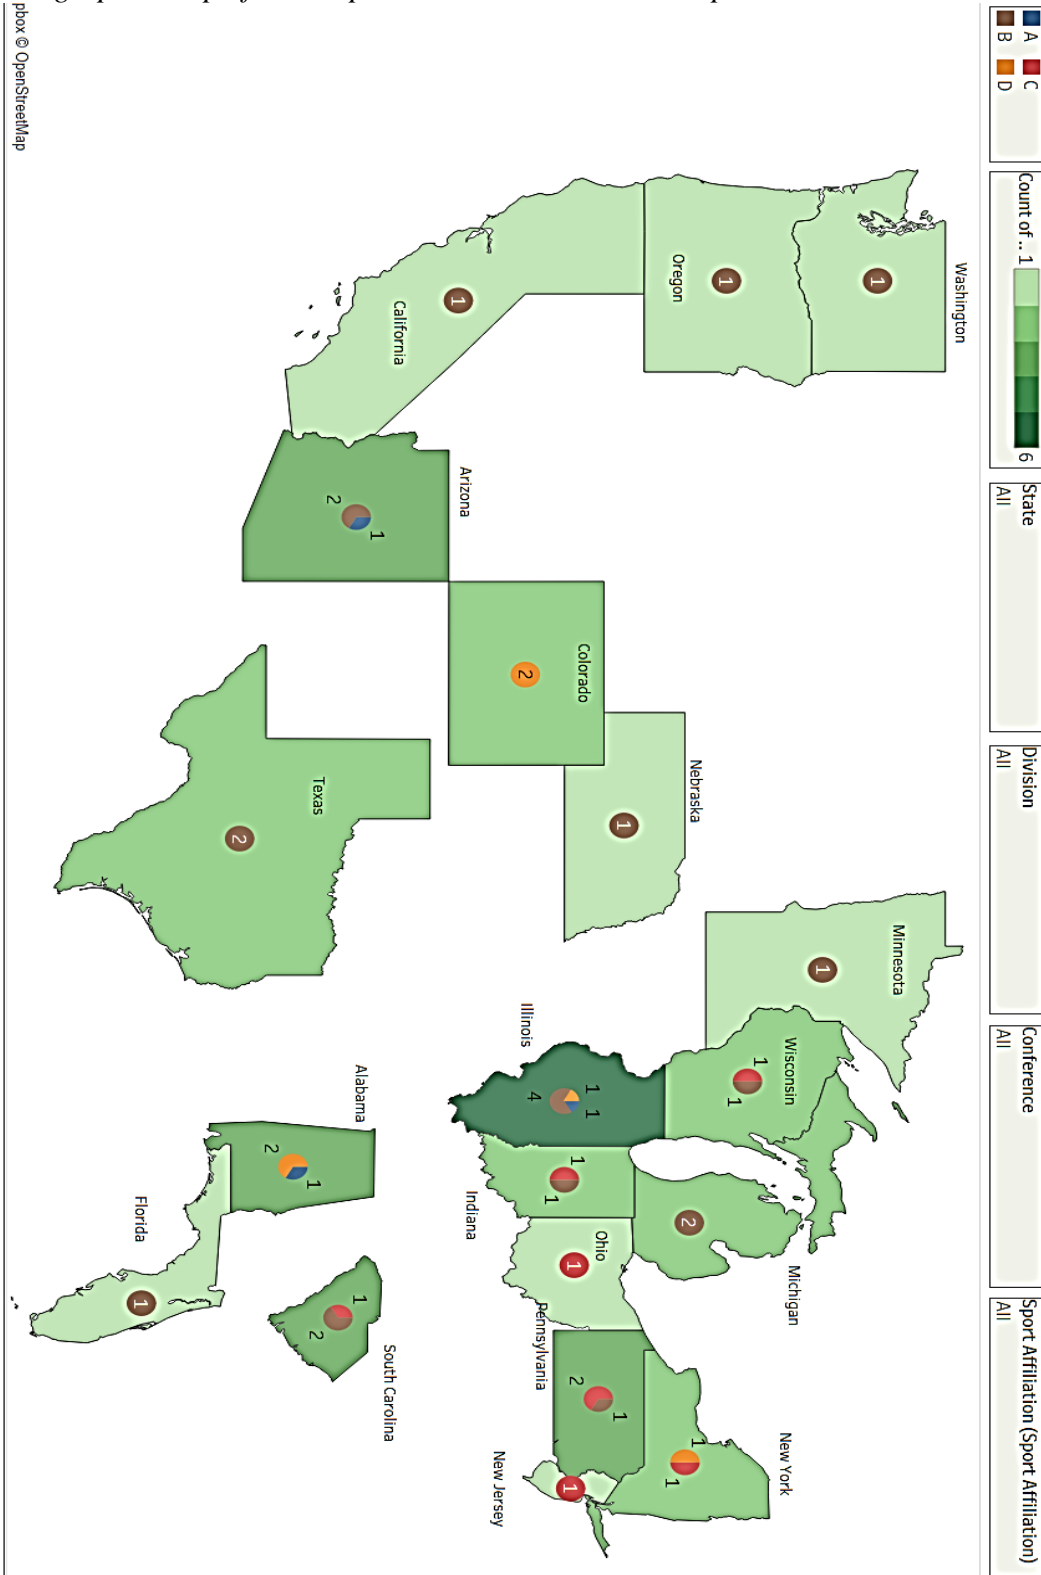 A C
B D
Count of .. 1 6
State
All
Division
All
Conference
All
Sport Affiliation (Sport Affiliation)
All
Washington
1
Oregon
1
California
1
Arizona
1
2
Colorado
2
Nebraska
1
Texas
2
Minnesota
1
Wisconsin
1
1
Illinois
1
1
4
Indiana
1
1
Michigan
2
Ohio
1
Pennsylvania
1
2
New York
1
1
New Jersey
1
Alabama
1
2
Florida
1
South Carolina
1
2
pbox © OpenStreetMap